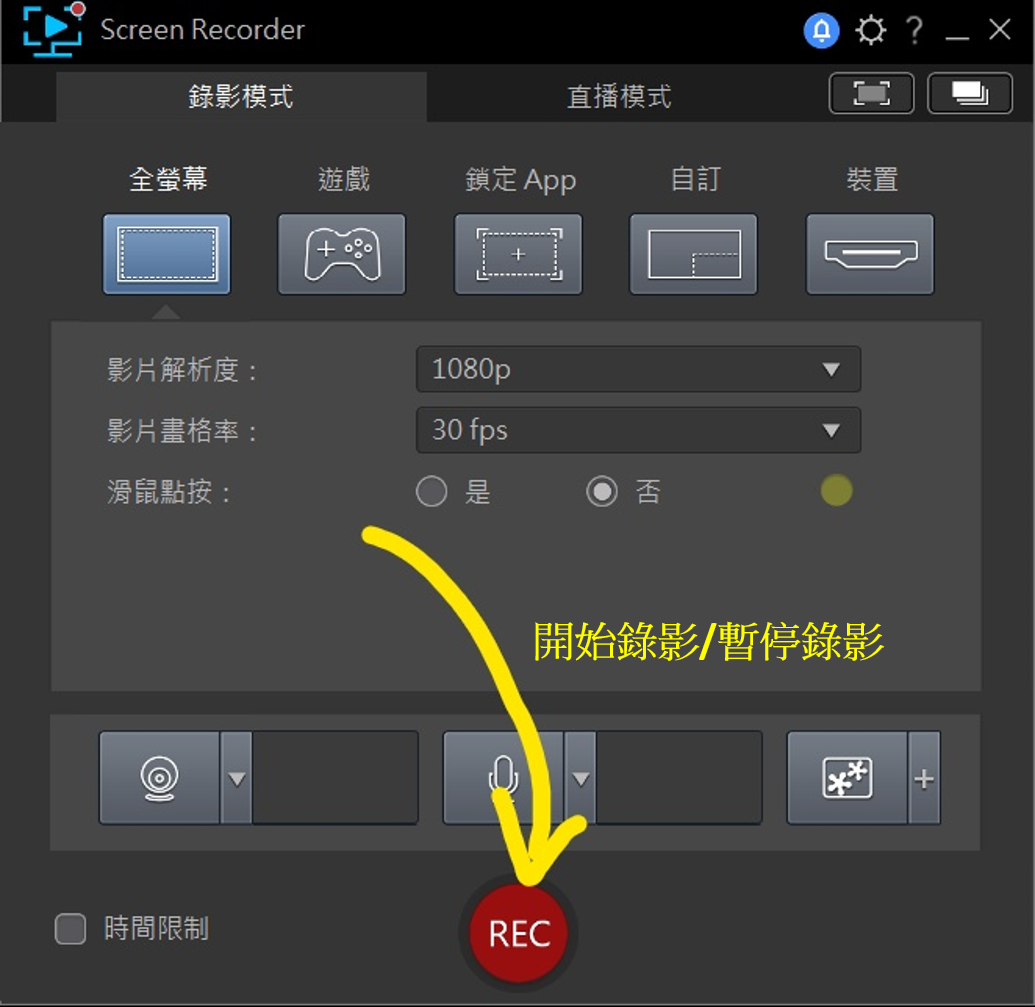 Screen Recorder
?
錄影模式 直播模式
全螢幕 遊戲 鎖定 App 自訂 裝置
影片解析度： 1080p
影片畫格率： 30 fps
滑鼠點按： 是 否
開始錄影/暫停錄影
時間限制
REC